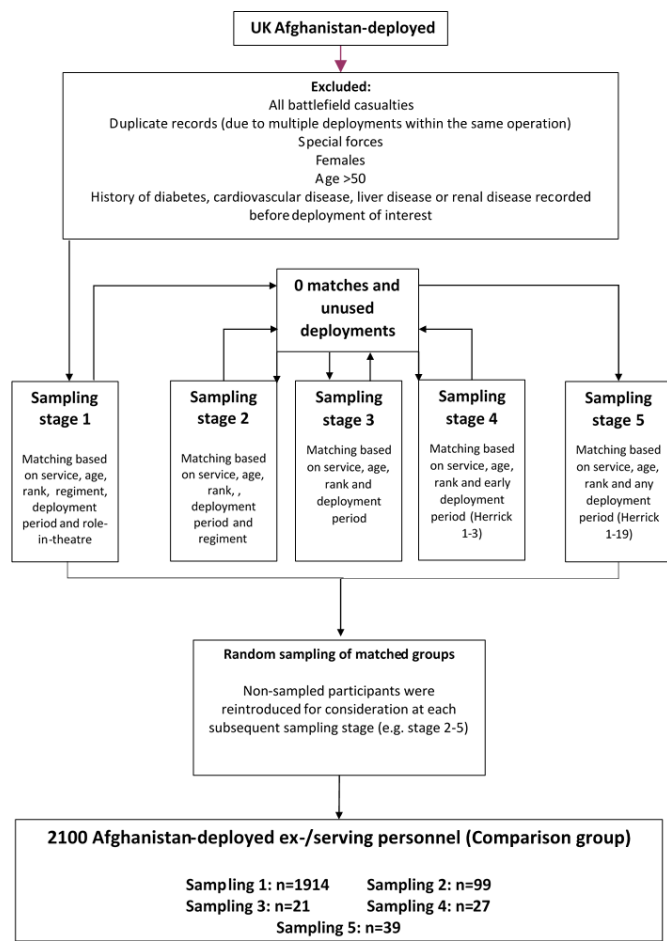 UK Afghanistan-deployed
Excluded:
All battlefield casualties
Duplicate records (due to multiple deployments within the same operation)
Special forces
Females
Age >50
History of diabetes, cardiovascular disease, liver disease or renal disease recorded
before deployment of interest
0 matches and
unused
deployments
Sampling
stage 1
Matching based
on service, age,
rank, regiment,
deployment
period and role-
in-theatre
Sampling
stage 2
Matching based
on service, age,
rank, ,
deployment
period and
regiment
Sampling
stage 3
Matching based
on service, age,
rank and
deployment
period
Sampling
stage 4
Matching based
on service, age,
rank and early
deployment
period (Herrick
1-3)
Sampling
stage 5
Matching based
on service, age,
rank and any
deployment
period (Herrick
1-19)
Random sampling of matched groups
Non-sampled participants were
reintroduced for consideration at each
subsequent sampling stage (e.g. stage 2-5)
2100 Afghanistan-deployed ex-/serving personnel (Comparison group)
Sampling 1: n=1914 Sampling 2: n=99
Sampling 3: n=21 Sampling 4: n=27
Sampling 5: n=39